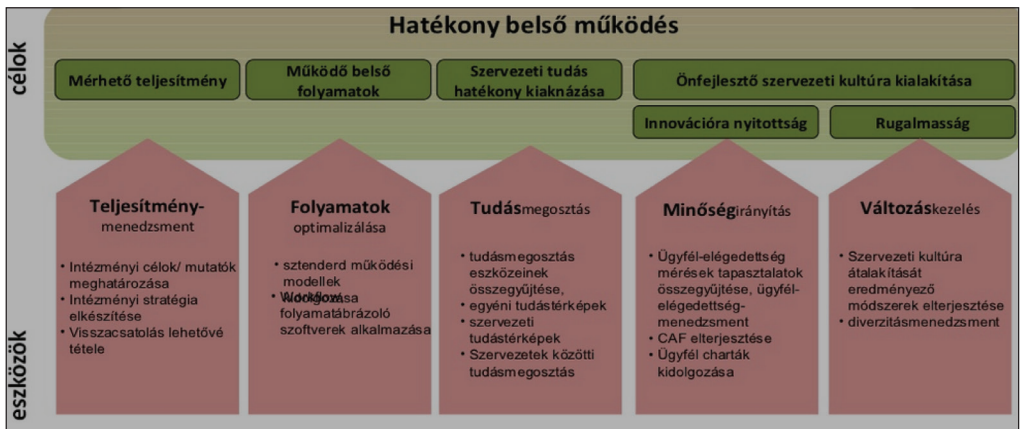 célok
Hatékony belső működés
Mérhető teljesítmény
Működő belső
folyamatok
Szervezeti tudás
hatékony kiaknázása
Önfejlesztő szervezeti kultúra kialakítása
Innovációra nyitottság
Rugalmasság
eszközök
Teljesítmény-
menedzsment
• Intézményi célok/ mutatók
meghatározása
• Intézményi stratégia
elkészítése
• Visszacsatolás lehetővé
tétele
Folyamatok
optimalizálása
• sztenderd működési
modellek
kidolgozása
• Workflow,
folyamatábrázoló
szoftverek alkalmazása
Tudásmegosztás
• tudásmegosztás
eszközeinek
összegyűjtése,
• egyéni tudástérképek
• szervezeti
tudástérképek
• Szervezetek közötti
tudásmegosztás
Minőségirányítás
• Ügyfél-elégedettség
mérések tapasztalatok
összegyűjtése, ügyfél-
elégedettség-
menedzsment
• CAF elterjesztése
• Ügyfél charták
kidolgozása
Változáskezelés
• Szervezeti kultúra
átalakítását
eredményező
módszerek elterjesztése
• diverzitásmenedzsment